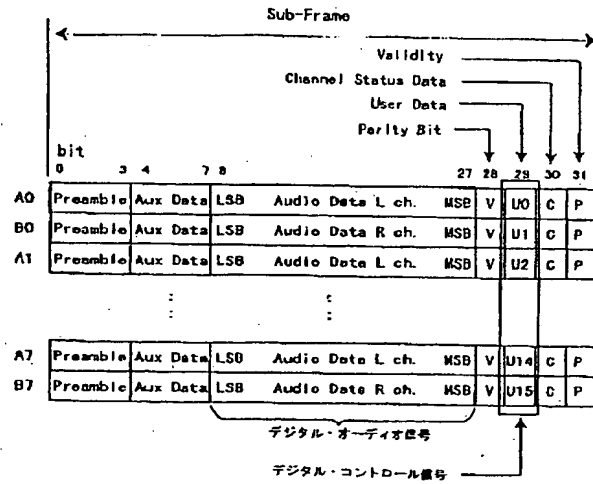 Sub-Frame
Validity
Channel Status Data
User Data
Parity Bit
bit
0 3 4 7 8 27 28 29 30 31
A0 Preamble Aux Data LSB Audio Data L ch. MSB V U0 C P
B0 Preamble Aux Data LSB Audio Data R ch. MSB V U1 C P
A1 Preamble Aux Data LSB Audio Data L ch. MSB V U2 C P
A7 Preamble Aux Data LSB Audio Data L ch. MSB V U14 C P
B7 Preamble Aux Data LSB Audio Data R ch. MSB V U15 C P
デジタル・オーディオ信号
デジタル・コントロール信号